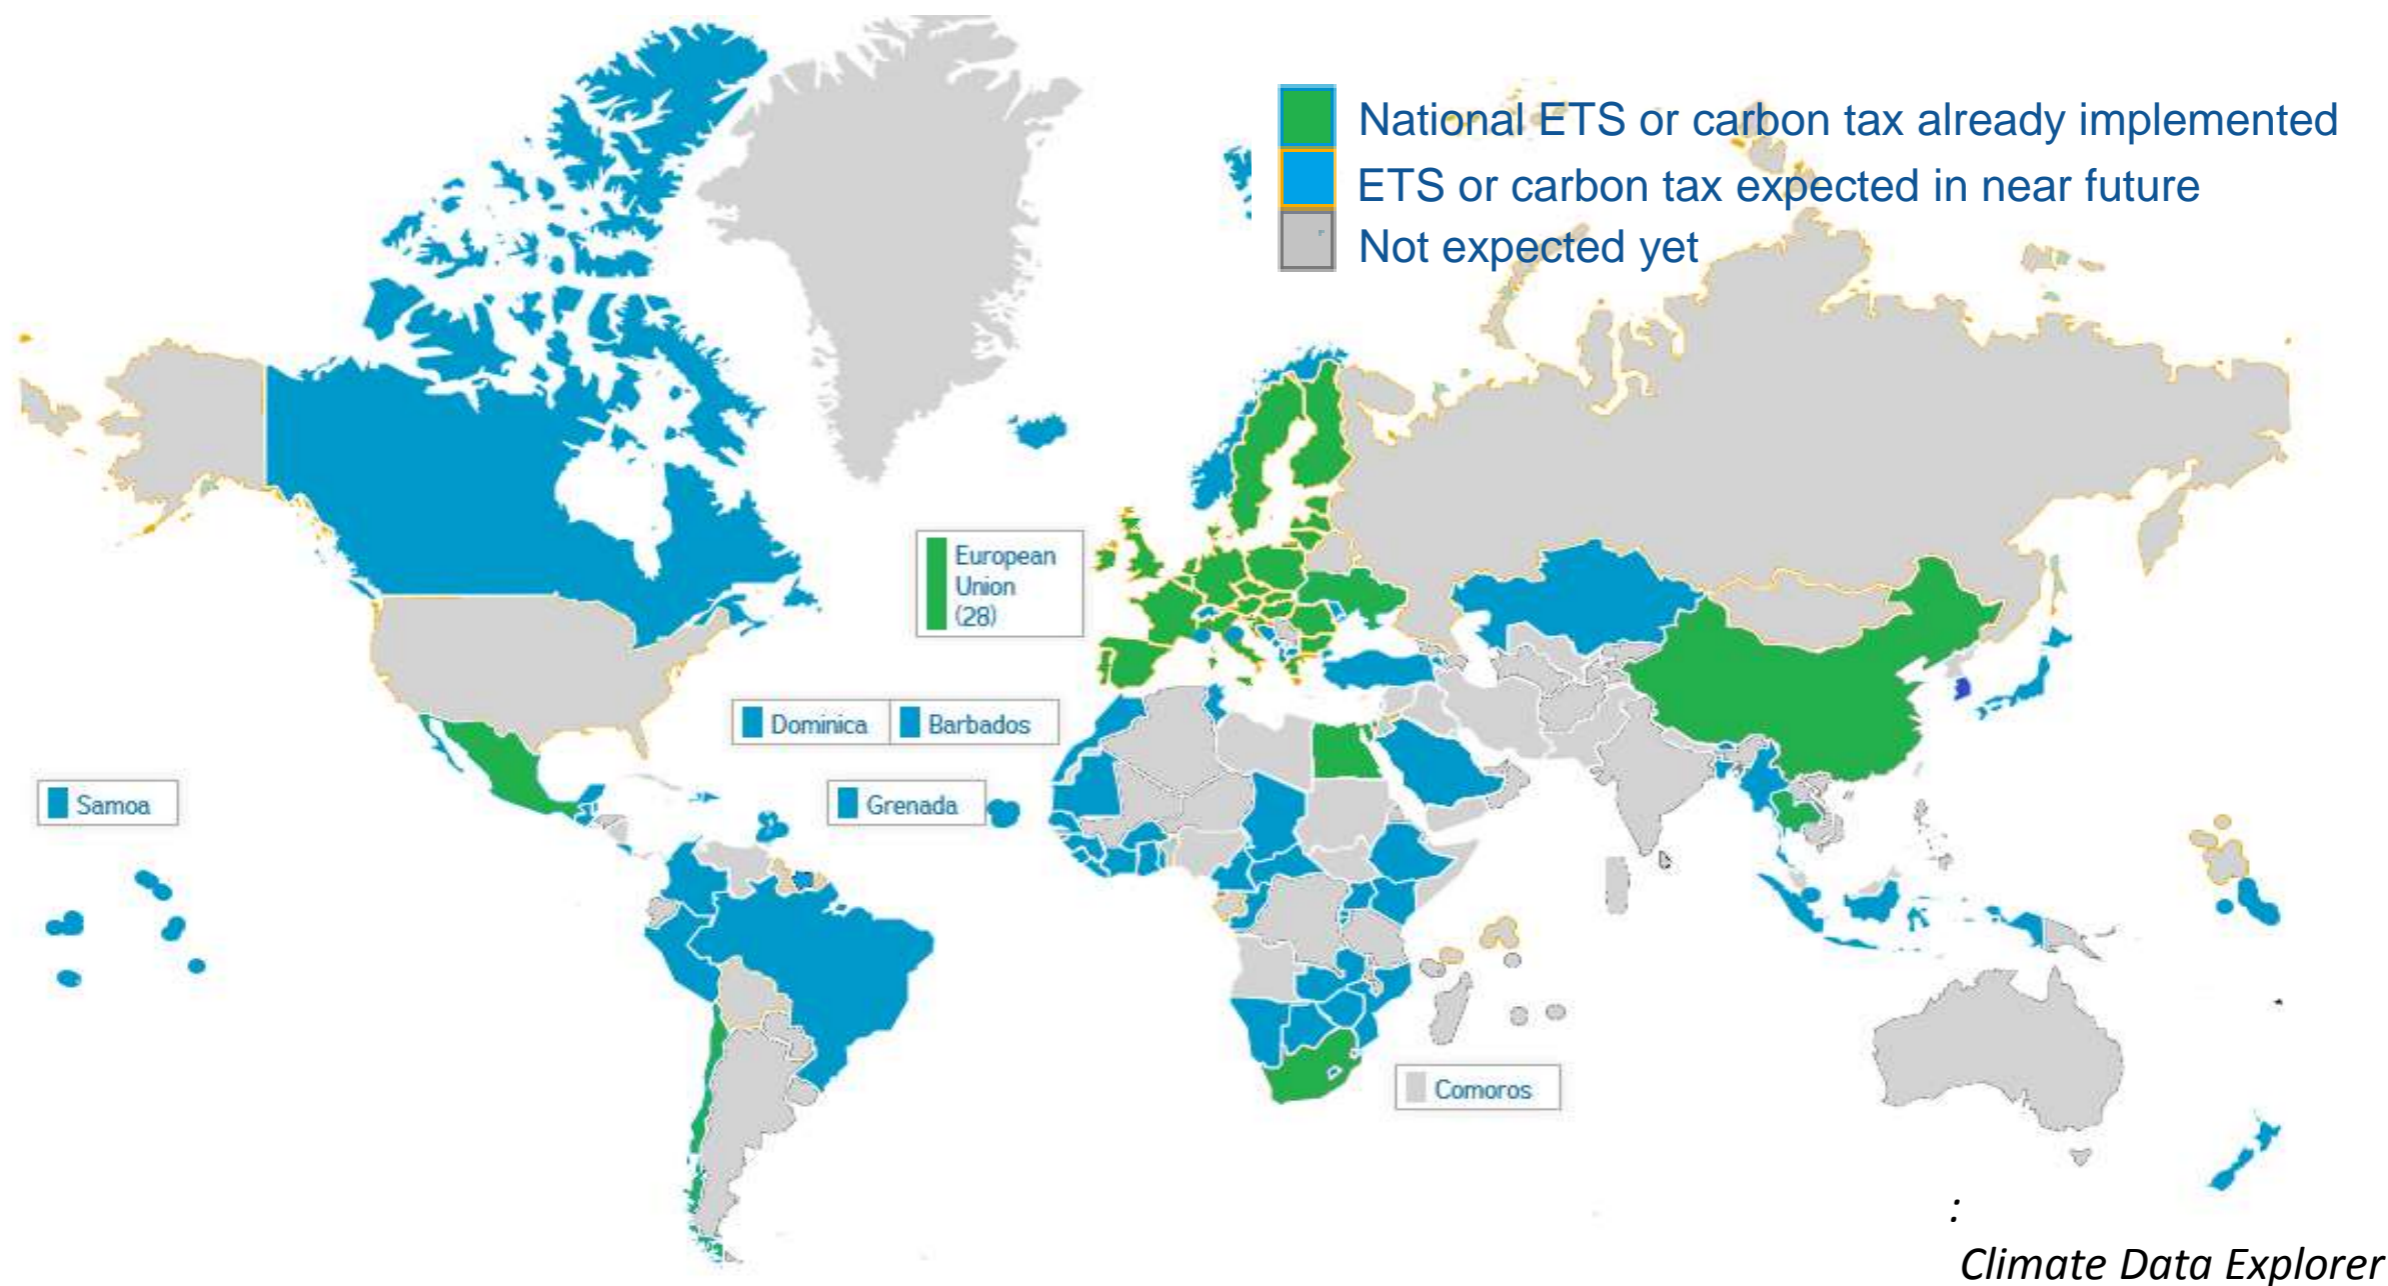 National ETS or carbon tax already implemented
ETS or carbon tax expected in near future
Not expected yet
European
Union
(28)
Dominica
Barbados
Samoa
Grenada
Comoros
:
Climate Data Explorer